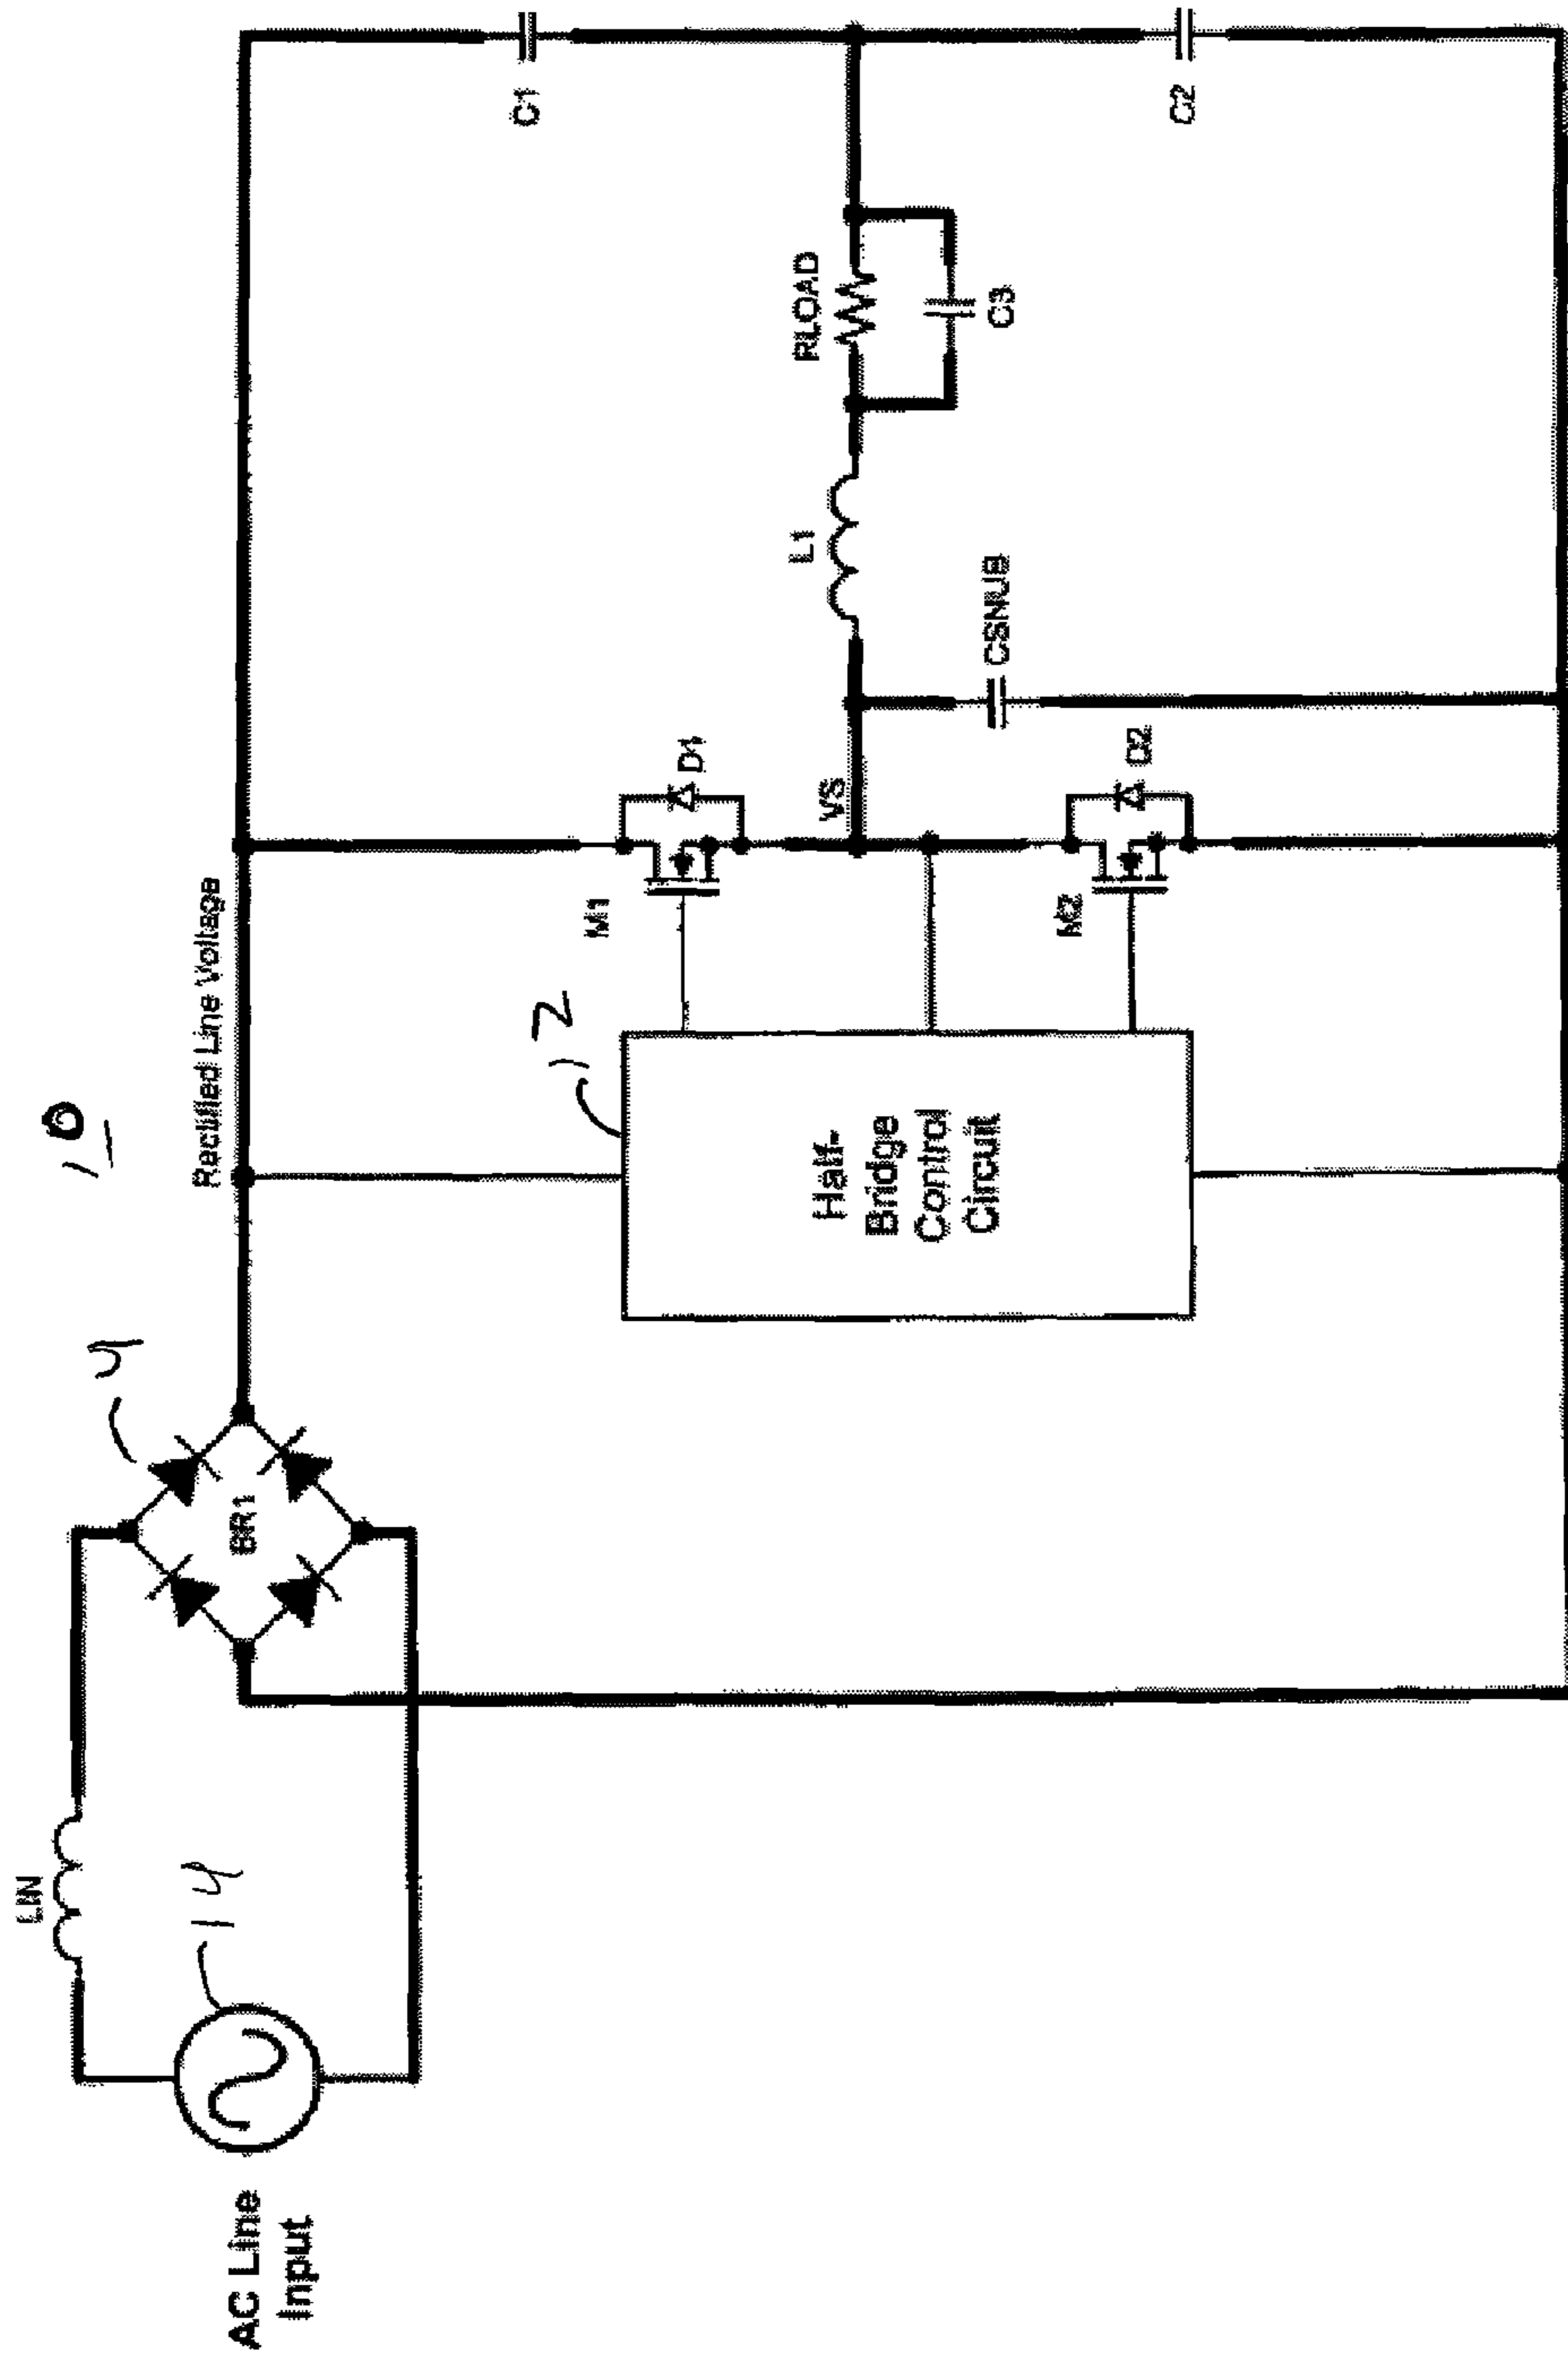 10
LIN
4
BR1
14
AC Line
Input
Rectified Line Voltage
12
Half-
Bridge
Control
Circuit
M1
D1
VS
M2
D2
CSNUB
L1
RLOAD
C3
C1
C2